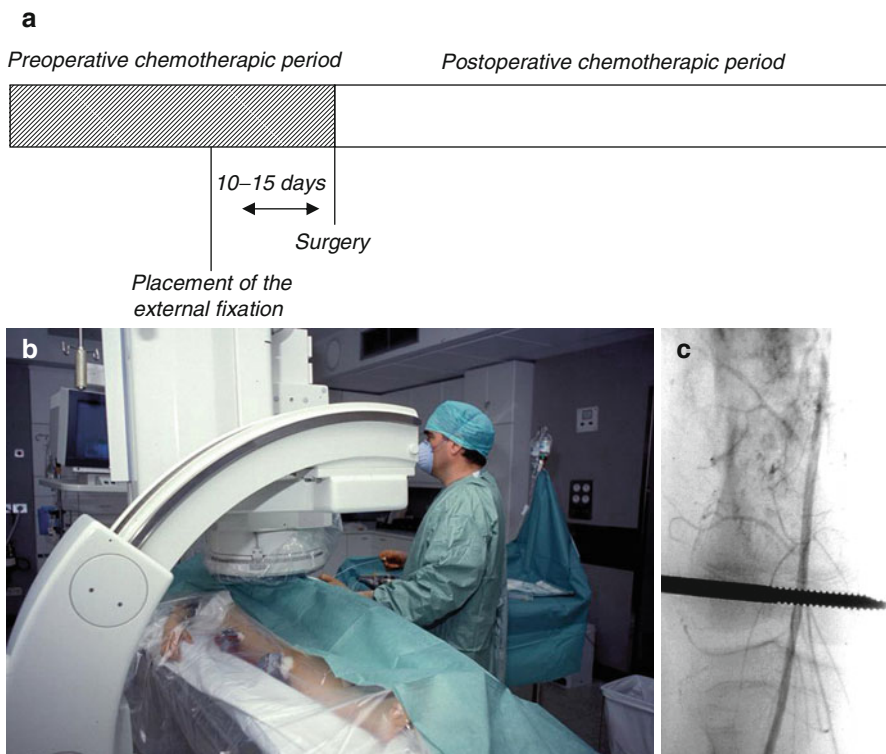 a
Preoperative chemotherapic period Postoperative chemotherapic period
10–15 days
Surgery
Placement of the
external fixation
b
c